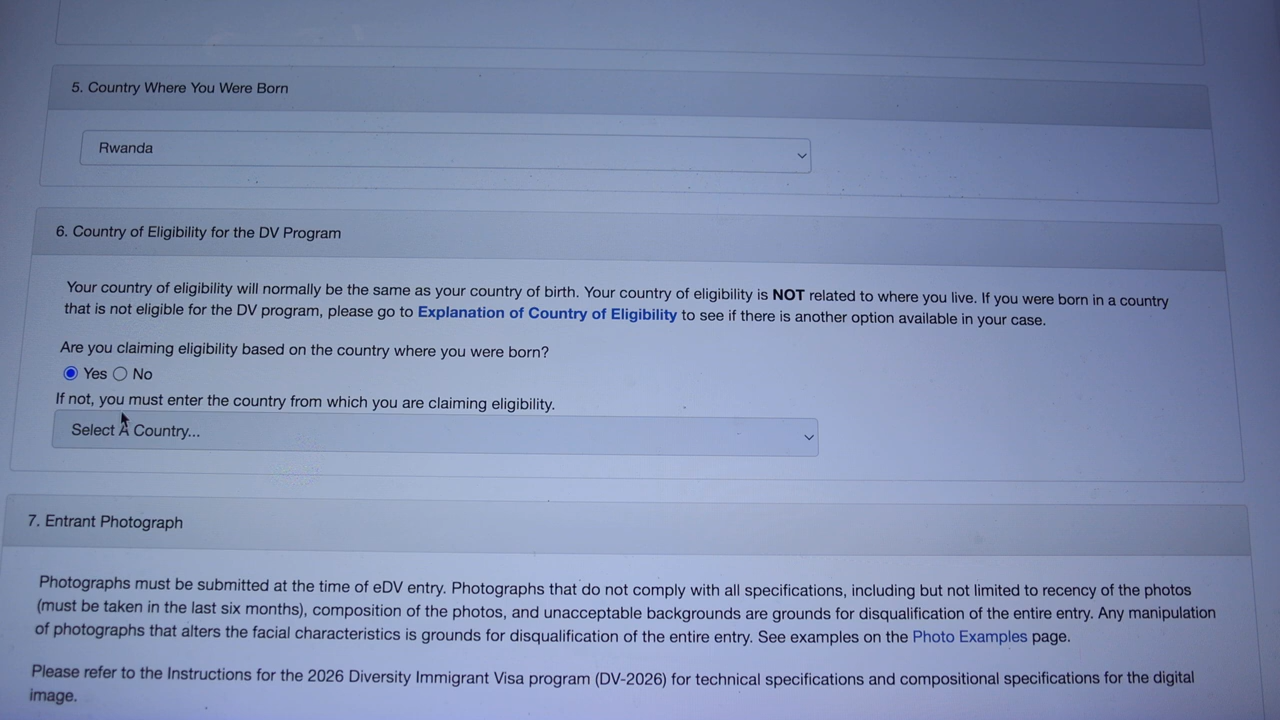 5. Country Where You Were Born
Rwanda
6. Country of Eligibility for the DV Program
Your country of eligibility will normally be the same as your country of birth. Your country of eligibility is NOT related to where you live. If you were born in a country
that is not eligible for the DV program, please go to Explanation of Country of Eligibility to see if there is another option available in your case.
Are you claiming eligibility based on the country where you were born?
Yes No
If not, you must enter the country from which you are claiming eligibility.
Select A Country...
7. Entrant Photograph
Photographs must be submitted at the time of eDV entry. Photographs that do not comply with all specifications, including but not limited to recency of the photos
(must be taken in the last six months), composition of the photos, and unacceptable backgrounds are grounds for disqualification of the entire entry. Any manipulation
of photographs that alters the facial characteristics is grounds for disqualification of the entire entry. See examples on the Photo Examples page.
Please refer to the Instructions for the 2026 Diversity Immigrant Visa program (DV-2026) for technical specifications and compositional specifications for the digital
image.